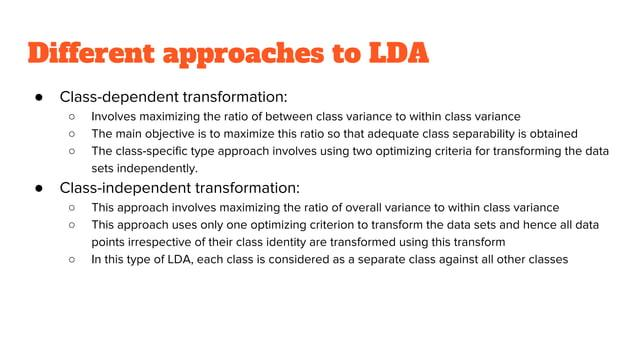 Different approaches to LDA
● Class-dependent transformation:
○ Involves maximizing the ratio of between class variance to within class variance
○ The main objective is to maximize this ratio so that adequate class separability is obtained
○ The class-specific type approach involves using two optimizing criteria for transforming the data
sets independently.
● Class-independent transformation:
○ This approach involves maximizing the ratio of overall variance to within class variance
○ This approach uses only one optimizing criterion to transform the data sets and hence all data
points irrespective of their class identity are transformed using this transform
○ In this type of LDA, each class is considered as a separate class against all other classes